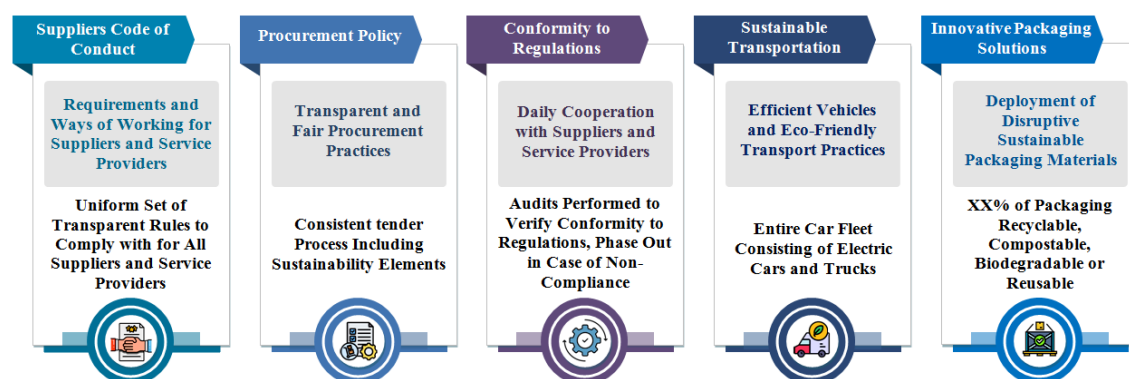 Suppliers Code of
Conduct
Requirements and
Ways of Working for
Suppliers and Service
Providers
Uniform Set of
Transparent Rules to
Comply with for All
Suppliers and Service
Providers
Procurement Policy
Transparent and
Fair Procurement
Practices
Consistent tender
Process Including
Sustainability Elements
Conformity to
Regulations
Daily Cooperation
with Suppliers and
Service Providers
Audits Performed to
Verify Conformity to
Regulations, Phase Out
in Case of Non-
Compliance
Sustainable
Transportation
Efficient Vehicles
and Eco-Friendly
Transport Practices
Entire Car Fleet
Consisting of Electric
Cars and Trucks
Innovative Packaging
Solutions
Deployment of
Disruptive
Sustainable
Packaging Materials
XX% of Packaging
Recyclable,
Compostable,
Biodegradable or
Reusable